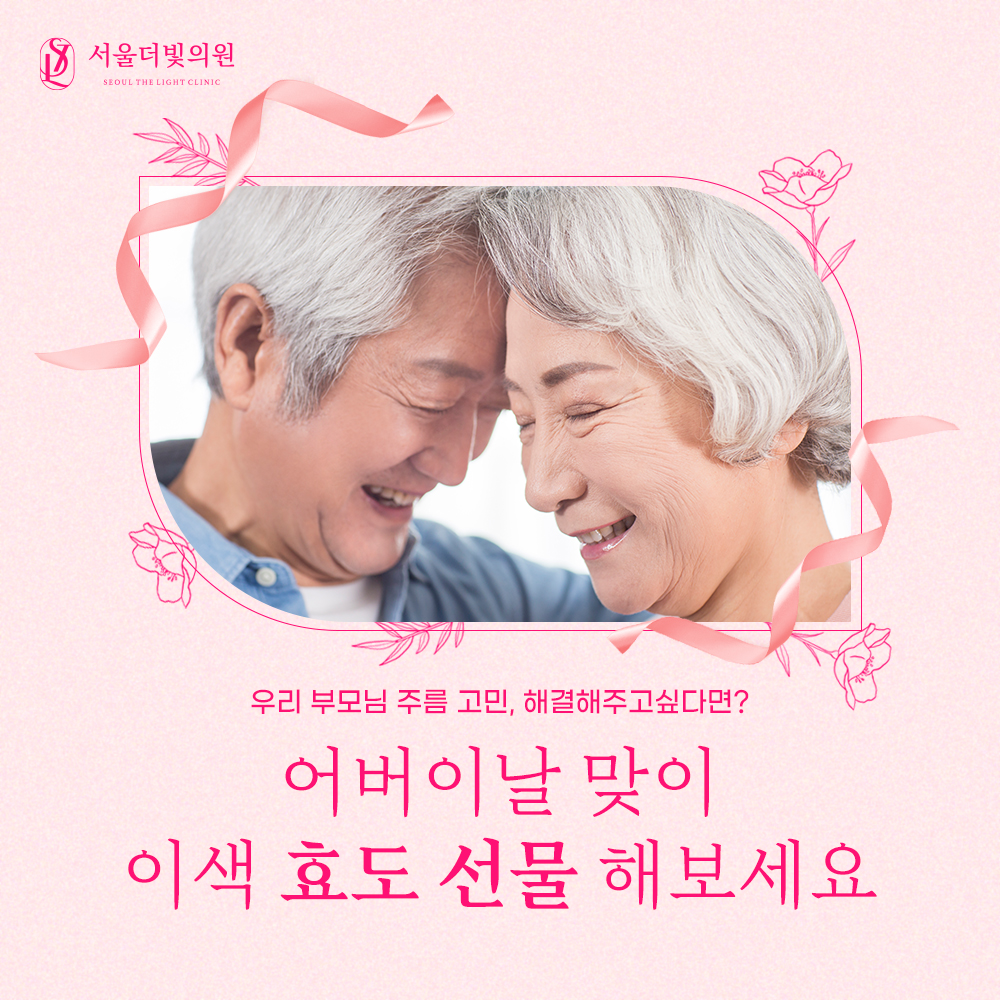 서울더빛의원
SEOUL THE LIGHT CLINIC
우리 부모님 주름 고민, 해결해주고싶다면?
어버이날 맞이
이색 효도 선물 해보세요